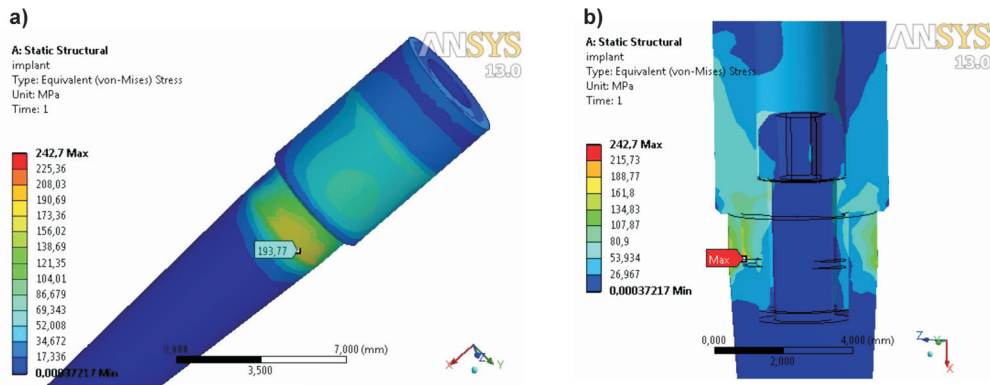 a)
ANSYS
13.0
A: Static Structural
implant
Type: Equivalent (von-Mises) Stress
Unit: MPa
Time: 1
242,7 Max
225,36
208,03
190,69
173,36
156,02
138,69
121,35
104,01
86,679
69,343
52,008
34,672
17,336
0,00037217 Min
193,77
0,000
7,000 (mm)
3,500
X
Z
Y
b)
ANSYS
13.0
A: Static Structural
implant
Type: Equivalent (von-Mises) Stress
Unit: MPa
Time: 1
242,7 Max
215,73
188,77
161,8
134,83
107,87
80,9
53,934
26,967
0,00037217 Min
Max
0,000
4,000 (mm)
2,000
Z
Y
X